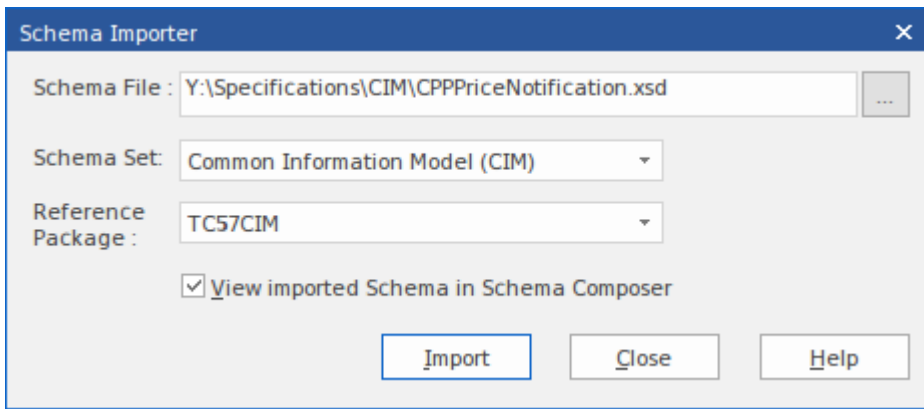 Schema Importer
Schema File : Y:\Specifications\CIM\CPPPriceNotification.xsd ...
Schema Set: Common Information Model (CIM)
Reference
Package : TC57CIM
View imported Schema in Schema Composer
Import Close Help